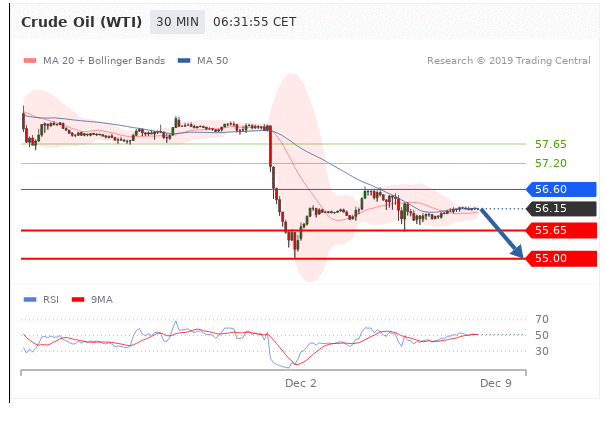 Crude Oil (WTI) 30 MIN 06:31:55 CET
MA 20 + Bollinger Bands MA 50 Research © 2019 Trading Central
57.65
57.20
56.60
56.15
55.65
55.00
RSI 9MA
70
50
30
Dec 2 Dec 9